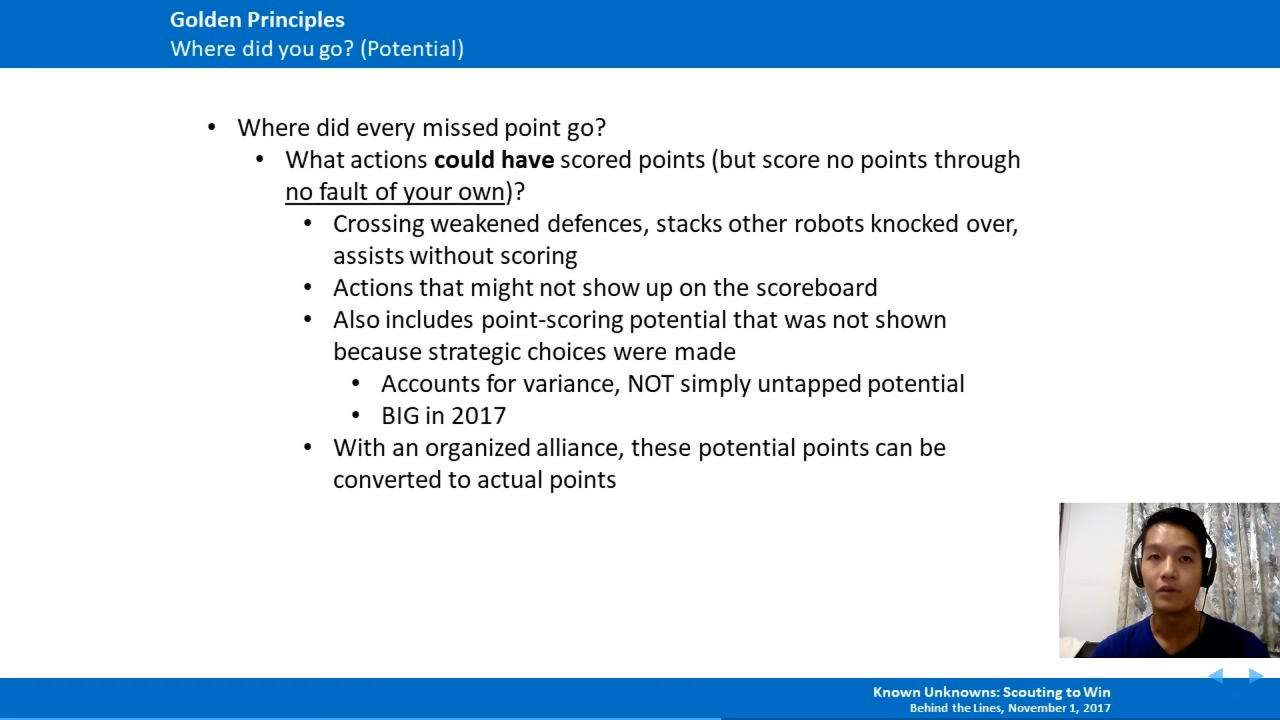 Golden Principles
Where did you go? (Potential)
• Where did every missed point go?
• What actions could have scored points (but score no points through
no fault of your own)?
• Crossing weakened defences, stacks other robots knocked over,
assists without scoring
• Actions that might not show up on the scoreboard
• Also includes point-scoring potential that was not shown
because strategic choices were made
• Accounts for variance, NOT simply untapped potential
• BIG in 2017
• With an organized alliance, these potential points can be
converted to actual points
Known Unknowns: Scouting to Win
Behind the Lines, November 1, 2017